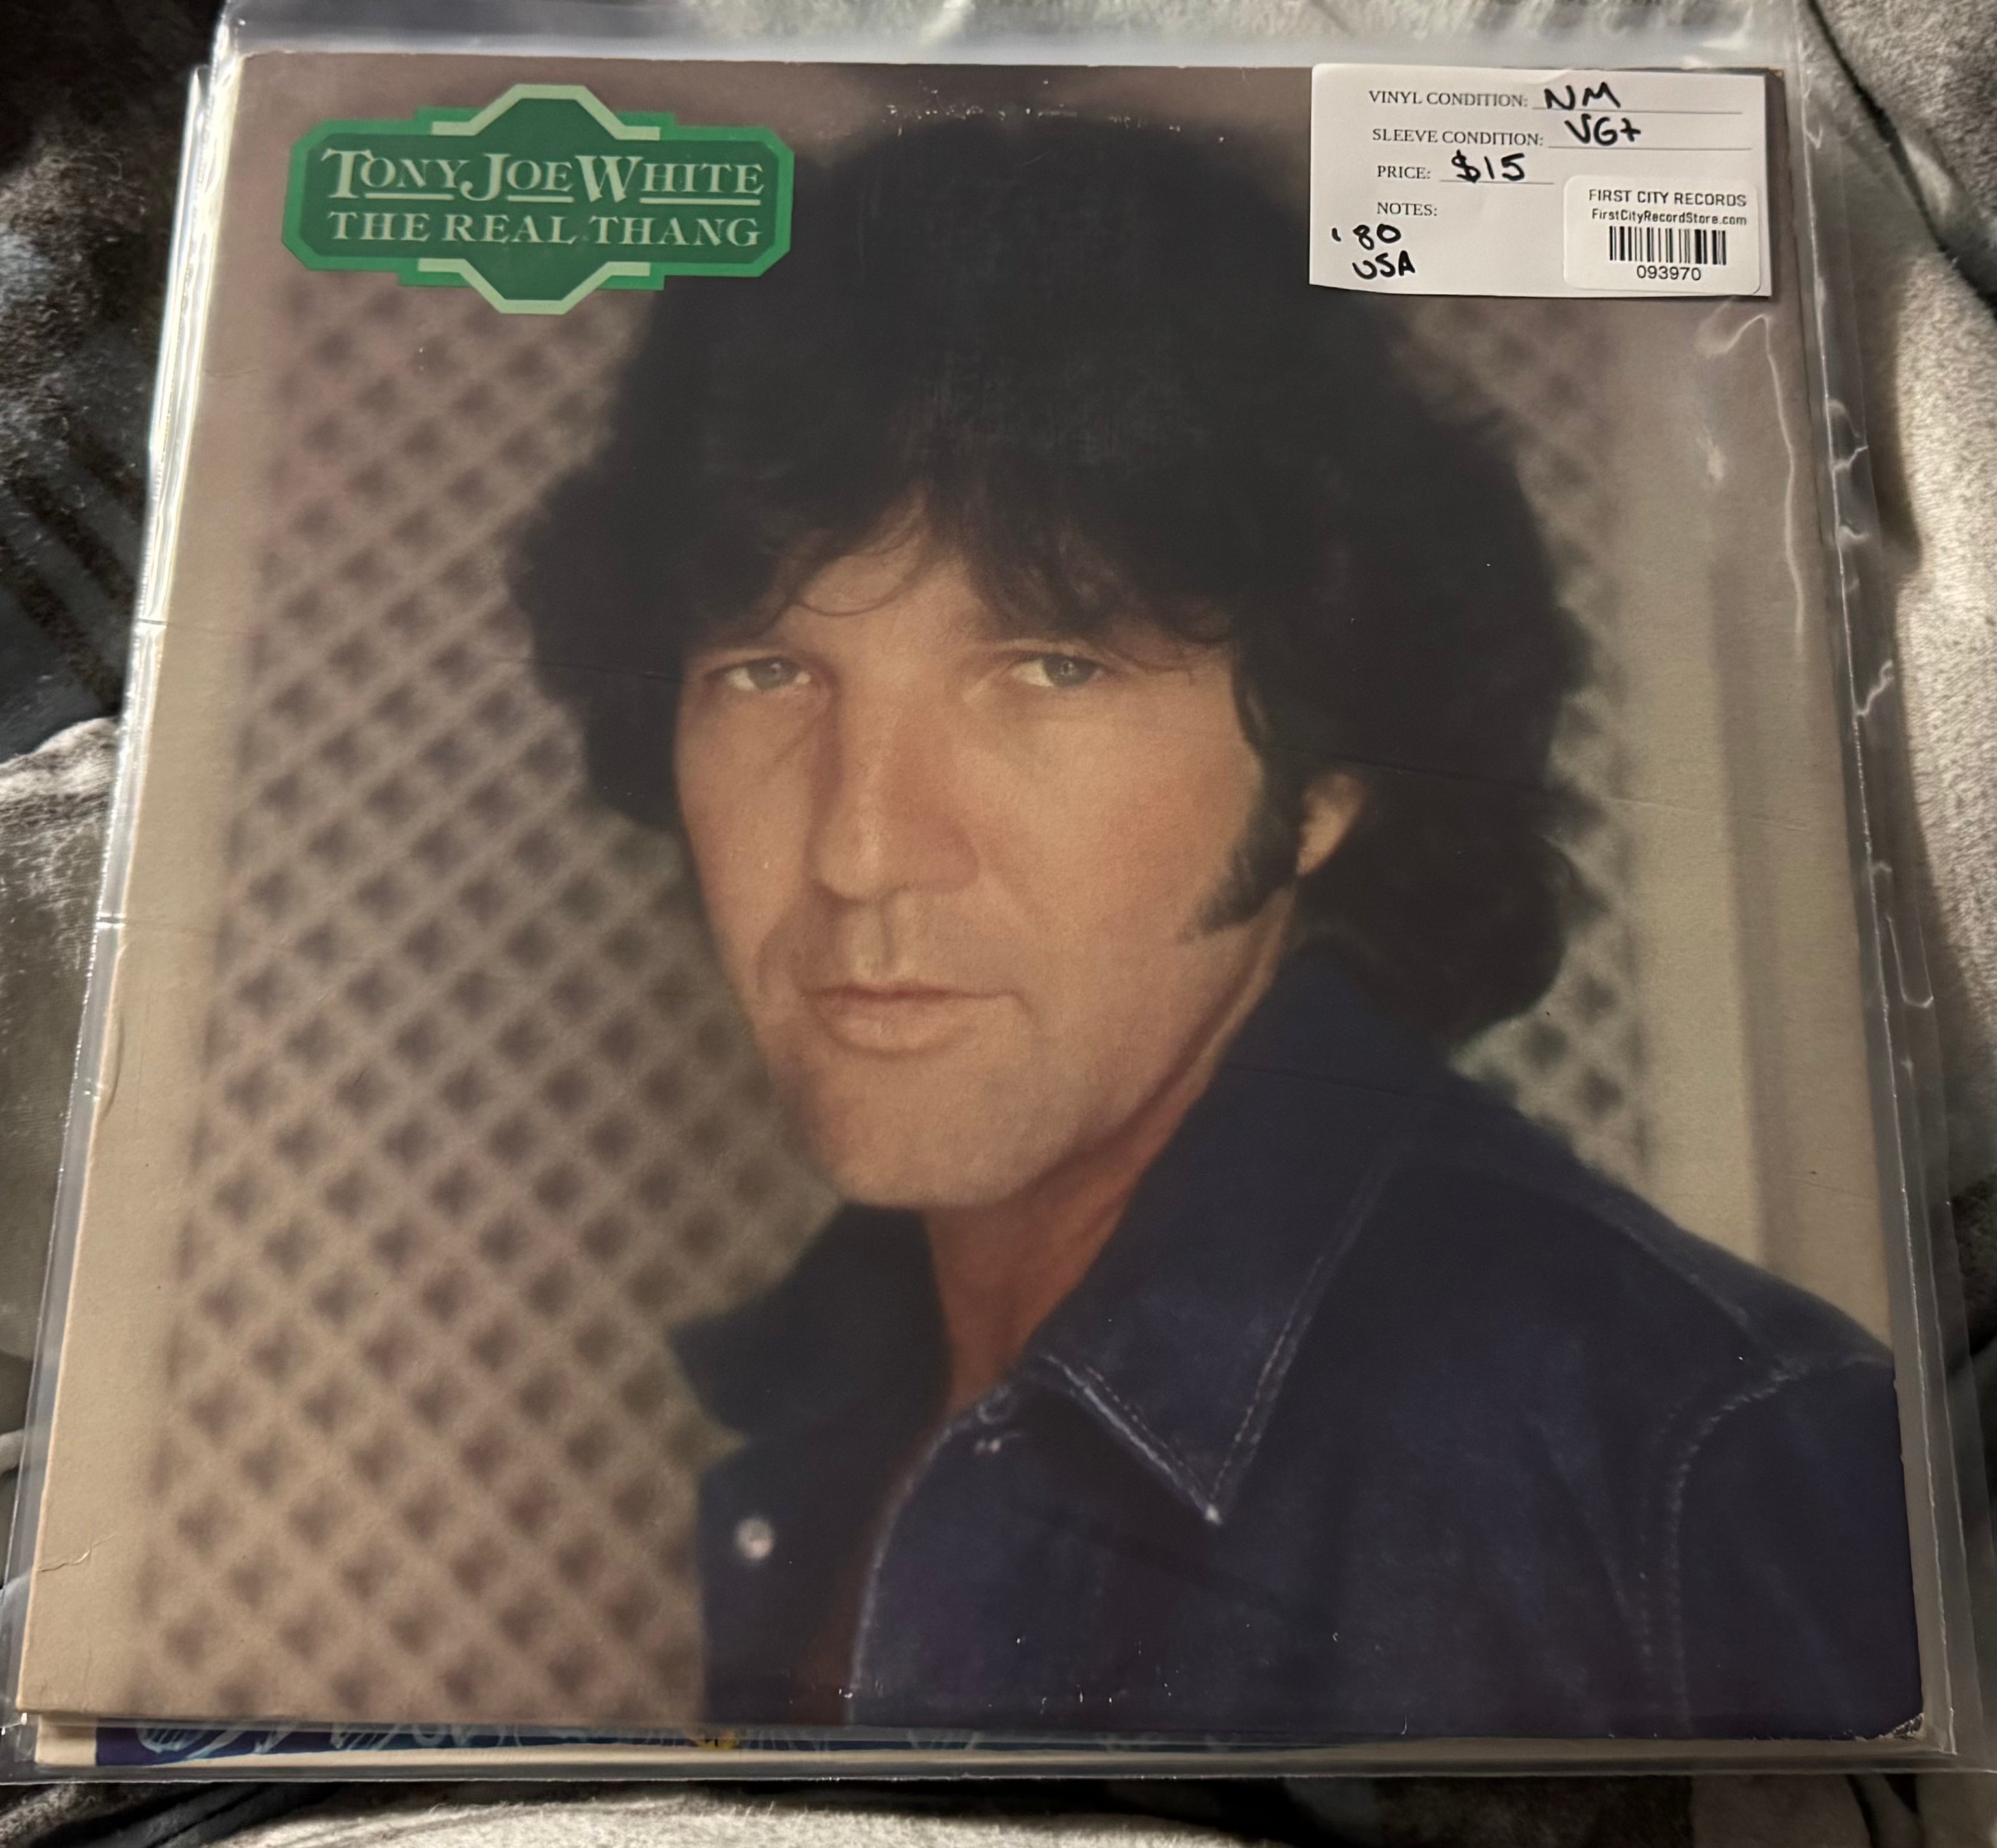 TONY JOE WHITE
THE REAL THANG
VINYL CONDITION: NM
SLEEVE CONDITION: VG+
PRICE: $15
NOTES:
'80
USA
FIRST CITY RECORDS
FirstCityRecordStore.com
093970